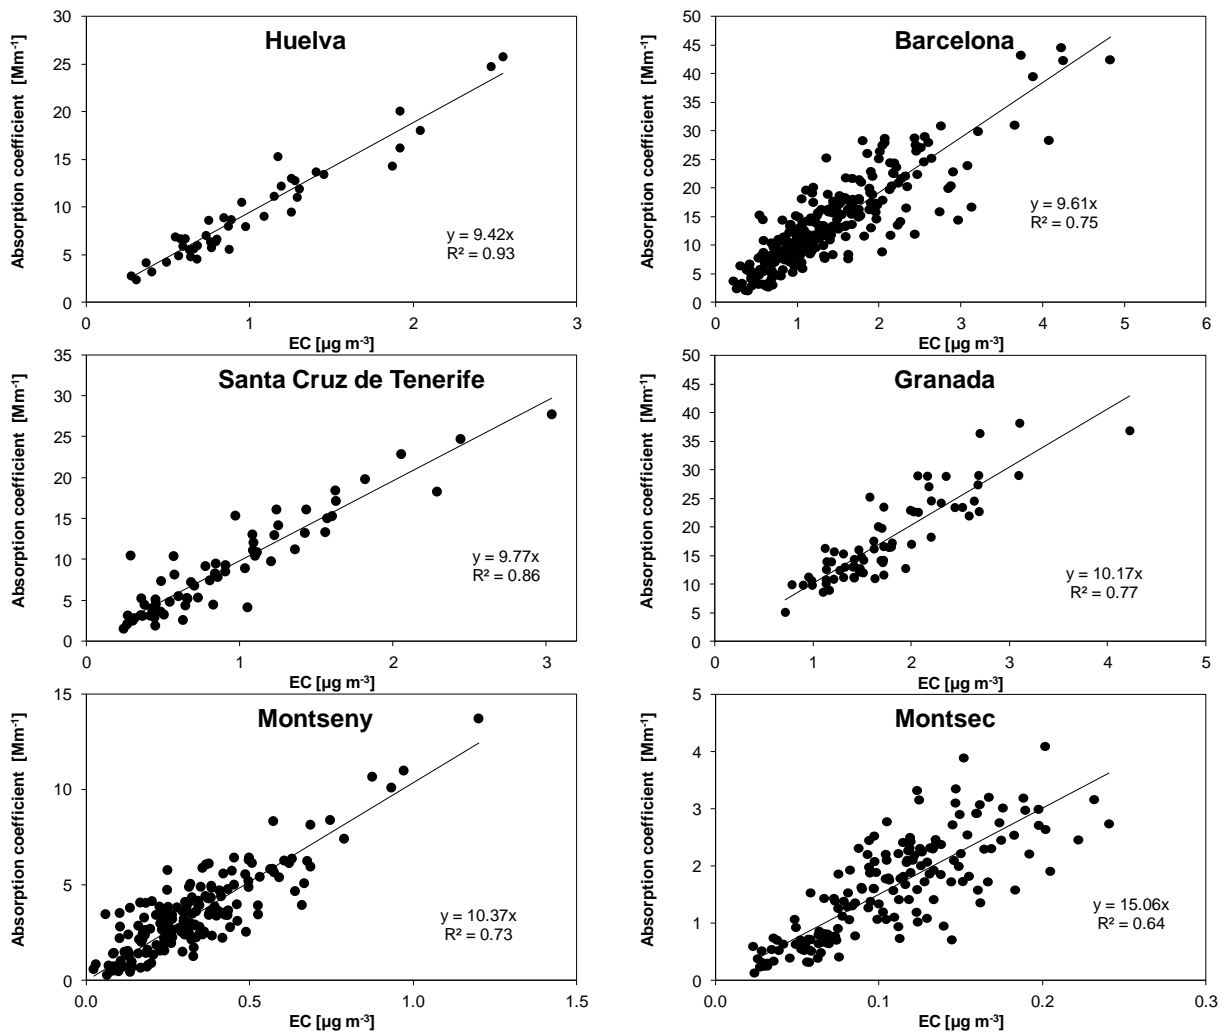 Huelva
Absorption coefficient [Mm⁻¹]
30
25
20
15
10
5
0
y = 9.42x
R² = 0.93
0 1 2 3
EC [µg m⁻³]
Barcelona
Absorption coefficient [Mm⁻¹]
50
45
40
35
30
25
20
15
10
5
0
y = 9.61x
R² = 0.75
0 1 2 3 4 5 6
EC [µg m⁻³]
Santa Cruz de Tenerife
Absorption coefficient [Mm⁻¹]
35
30
25
20
15
10
5
0
y = 9.77x
R² = 0.86
0 1 2 3
EC [µg m⁻³]
Granada
Absorption coefficient [Mm⁻¹]
50
45
40
35
30
25
20
15
10
5
0
y = 10.17x
R² = 0.77
0 1 2 3 4 5
EC [µg m⁻³]
Montseny
Absorption coefficient [Mm⁻¹]
15
10
5
0
y = 10.37x
R² = 0.73
0.0 0.5 1.0 1.5
EC [µg m⁻³]
Montsec
Absorption coefficient [Mm⁻¹]
5
4
3
2
1
0
y = 15.06x
R² = 0.64
0.0 0.1 0.2 0.3
EC [µg m⁻³]